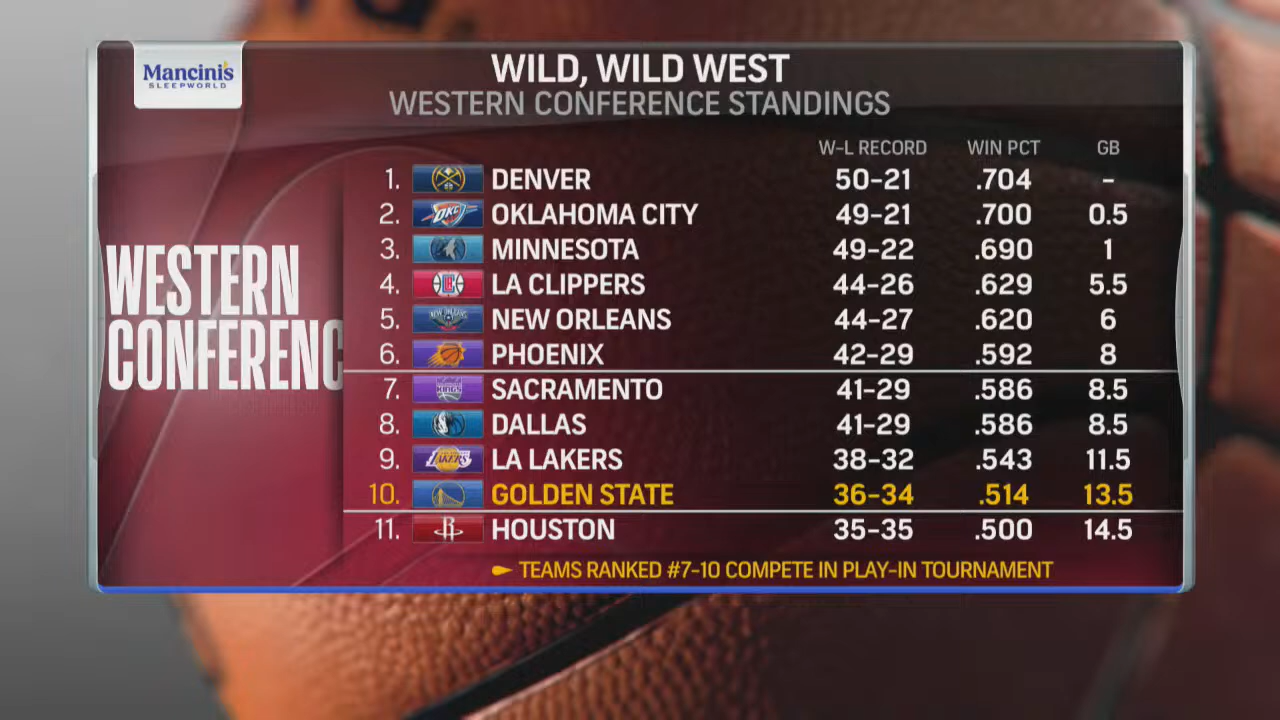 Mancini's
SLEEPWORLD
WILD, WILD WEST
WESTERN CONFERENCE STANDINGS
W-L RECORD WIN PCT GB
WESTERN
CONFERENC
1. DENVER 50-21 .704 -
2. OKC OKLAHOMA CITY 49-21 .700 0.5
3. MINNESOTA 49-22 .690 1
4. LA CLIPPERS 44-26 .629 5.5
5. NEW ORLEANS 44-27 .620 6
6. PHOENIX 42-29 .592 8
7. KINGS SACRAMENTO 41-29 .586 8.5
8. DALLAS 41-29 .586 8.5
9. LAKERS LA LAKERS 38-32 .543 11.5
10. GOLDEN STATE 36-34 .514 13.5
11. R HOUSTON 35-35 .500 14.5
TEAMS RANKED #7-10 COMPETE IN PLAY-IN TOURNAMENT